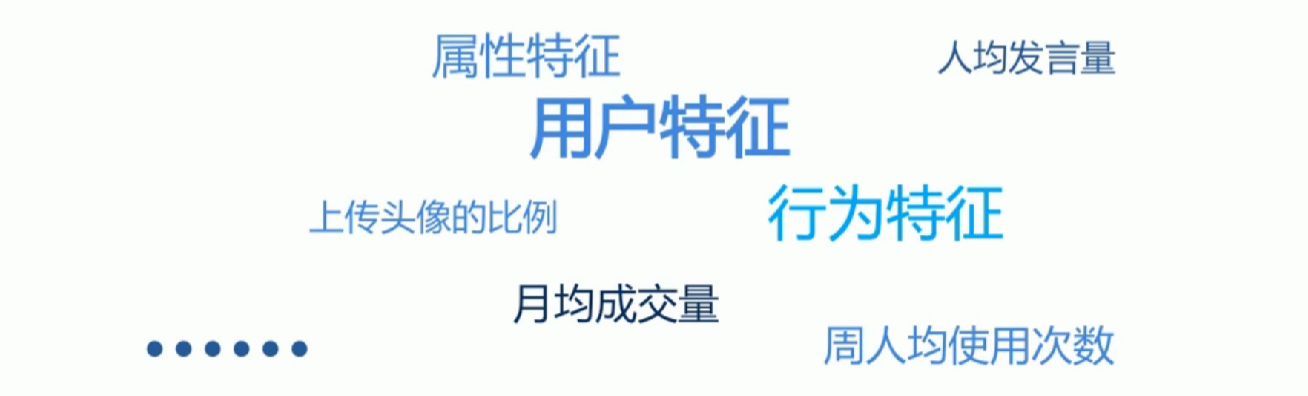 属性特征
人均发言量
用户特征
上传头像的比例
行为特征
月均成交量
周人均使用次数
••••••